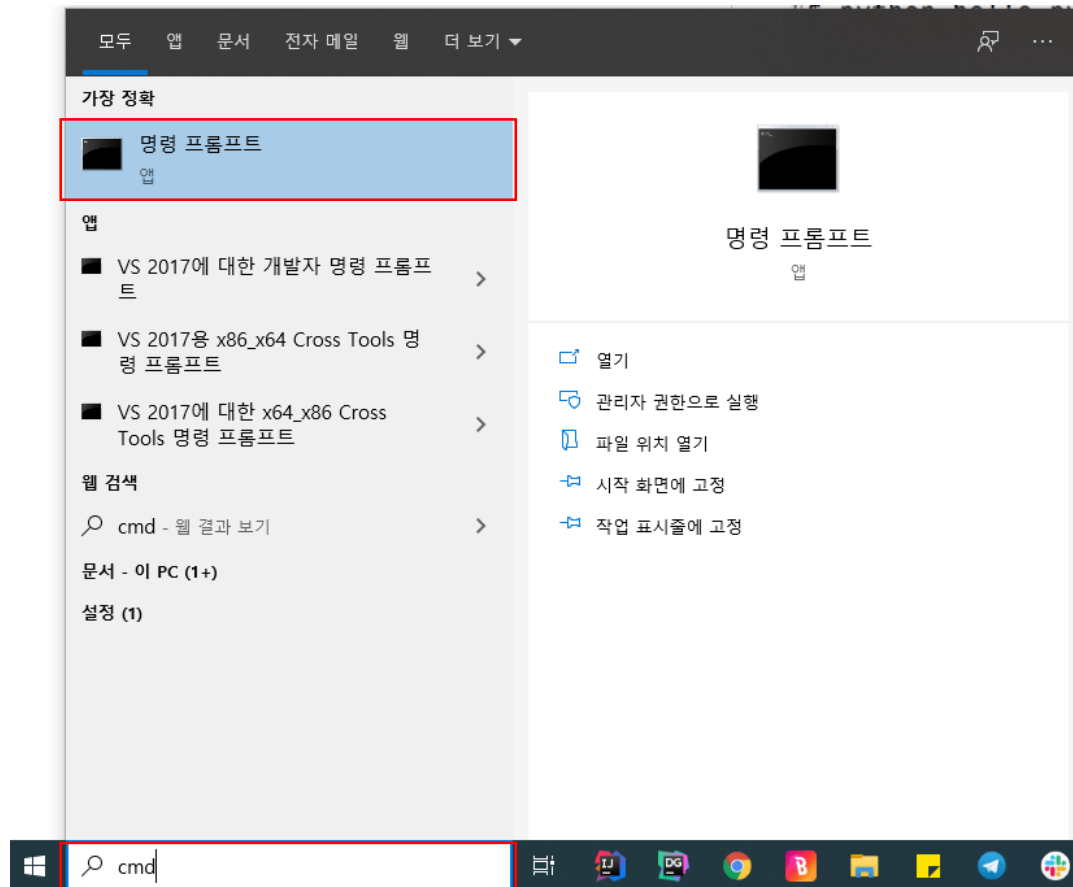 모두 앱 문서 전자 메일 웹 더 보기
가장 정확
명령 프롬프트
앱
앱
VS 2017에 대한 개발자 명령 프롬프
트
VS 2017용 x86_x64 Cross Tools 명
령 프롬프트
VS 2017에 대한 x64_x86 Cross
Tools 명령 프롬프트
웹 검색
cmd - 웹 결과 보기
문서 - 이 PC (1+)
설정 (1)
명령 프롬프트
앱
열기
관리자 권한으로 실행
파일 위치 열기
시작 화면에 고정
작업 표시줄에 고정
cmd
IJ
DG
B